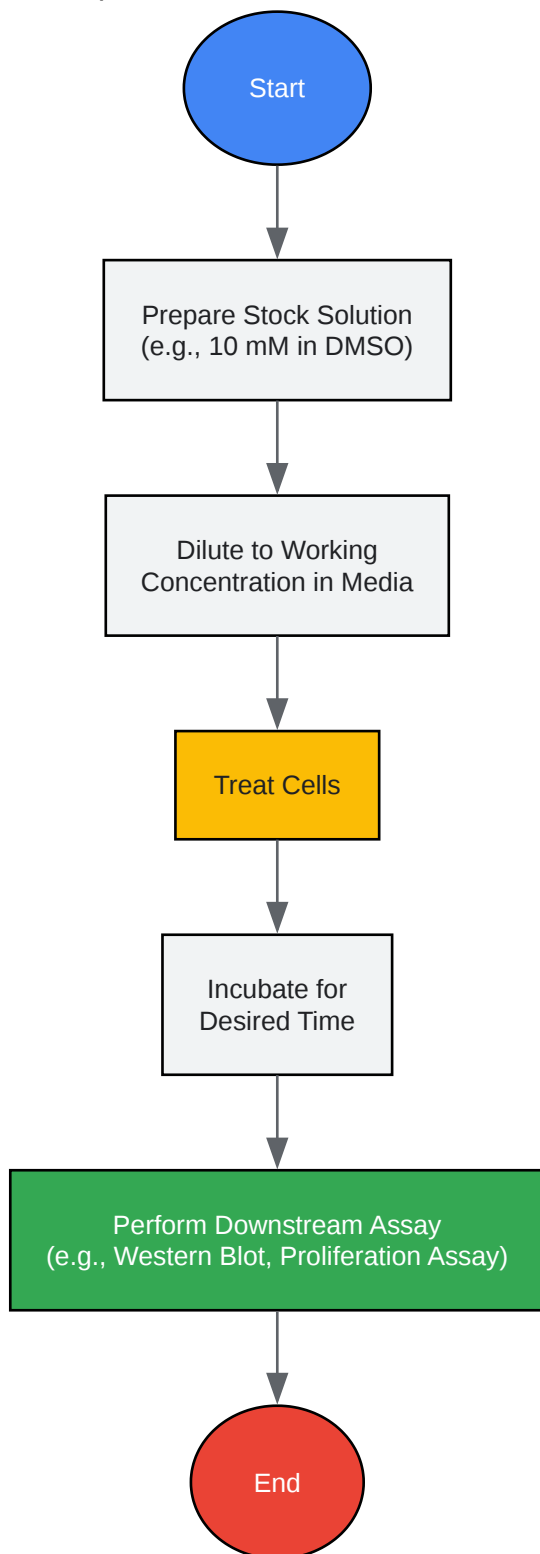 Start
Prepare Stock Solution
(e.g., 10 mM in DMSO)
Dilute to Working
Concentration in Media
Treat Cells
Incubate for
Desired Time
Perform Downstream Assay
(e.g., Western Blot, Proliferation Assay)
End